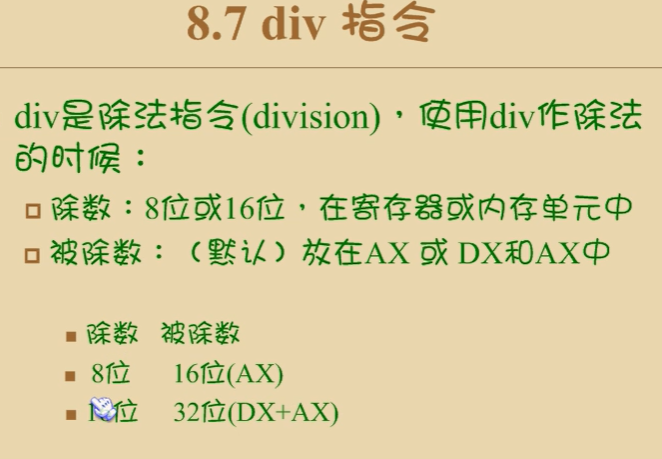 8.7 div 指令
div是除法指令(division)，使用div作除法
的时候：
除数：8位或16位，在寄存器或内存单元中
被除数：（默认）放在AX 或 DX和AX中
除数 被除数
8位 16位(AX)
位 32位(DX+AX)